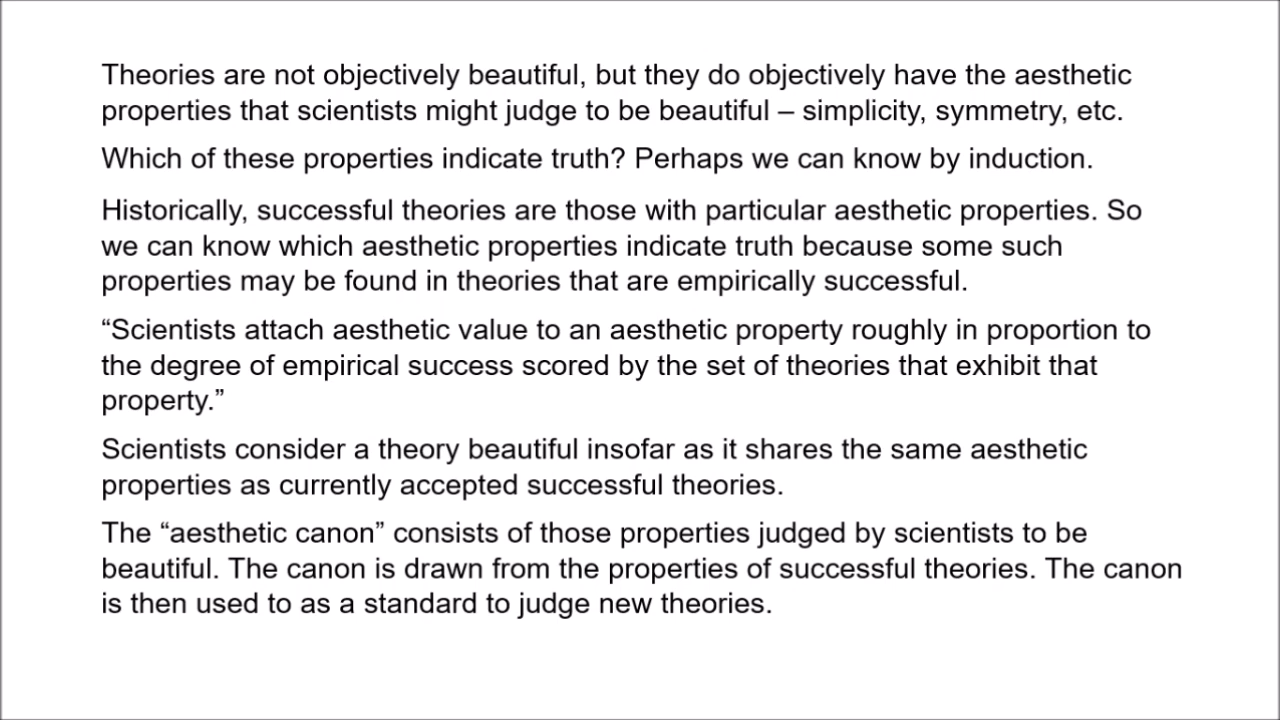 Theories are not objectively beautiful, but they do objectively have the aesthetic
properties that scientists might judge to be beautiful – simplicity, symmetry, etc.
Which of these properties indicate truth? Perhaps we can know by induction.
Historically, successful theories are those with particular aesthetic properties. So
we can know which aesthetic properties indicate truth because some such
properties may be found in theories that are empirically successful.
“Scientists attach aesthetic value to an aesthetic property roughly in proportion to
the degree of empirical success scored by the set of theories that exhibit that
property.”
Scientists consider a theory beautiful insofar as it shares the same aesthetic
properties as currently accepted successful theories.
The “aesthetic canon” consists of those properties judged by scientists to be
beautiful. The canon is drawn from the properties of successful theories. The canon
is then used to as a standard to judge new theories.